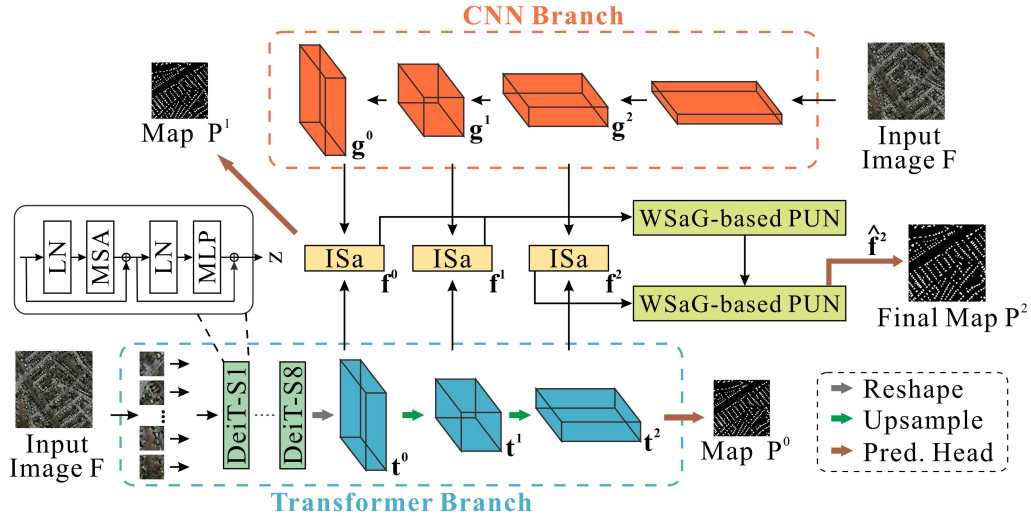 CNN Branch
Map P¹
g⁰
g¹
g²
Input
Image F
LN
MSA
LN
MLP
z
ISa
f⁰
ISa
f¹
ISa
f²
WSaG-based PUN
WSaG-based PUN
f̂²
Final Map P²
Input
Image F
DeiT-S1
DeiT-S8
t⁰
t¹
t²
Map P⁰
Reshape
Upsample
Pred. Head
Transformer Branch